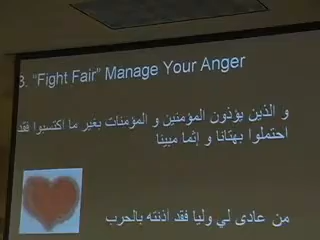 3. “Fight Fair” Manage Your Anger
و الذين يؤذون المؤمنين و المؤمنات بغير ما اكتسبوا فقد
احتملوا بهتانا و إثما مبينا
من عادى لي وليا فقد آذنته بالحرب